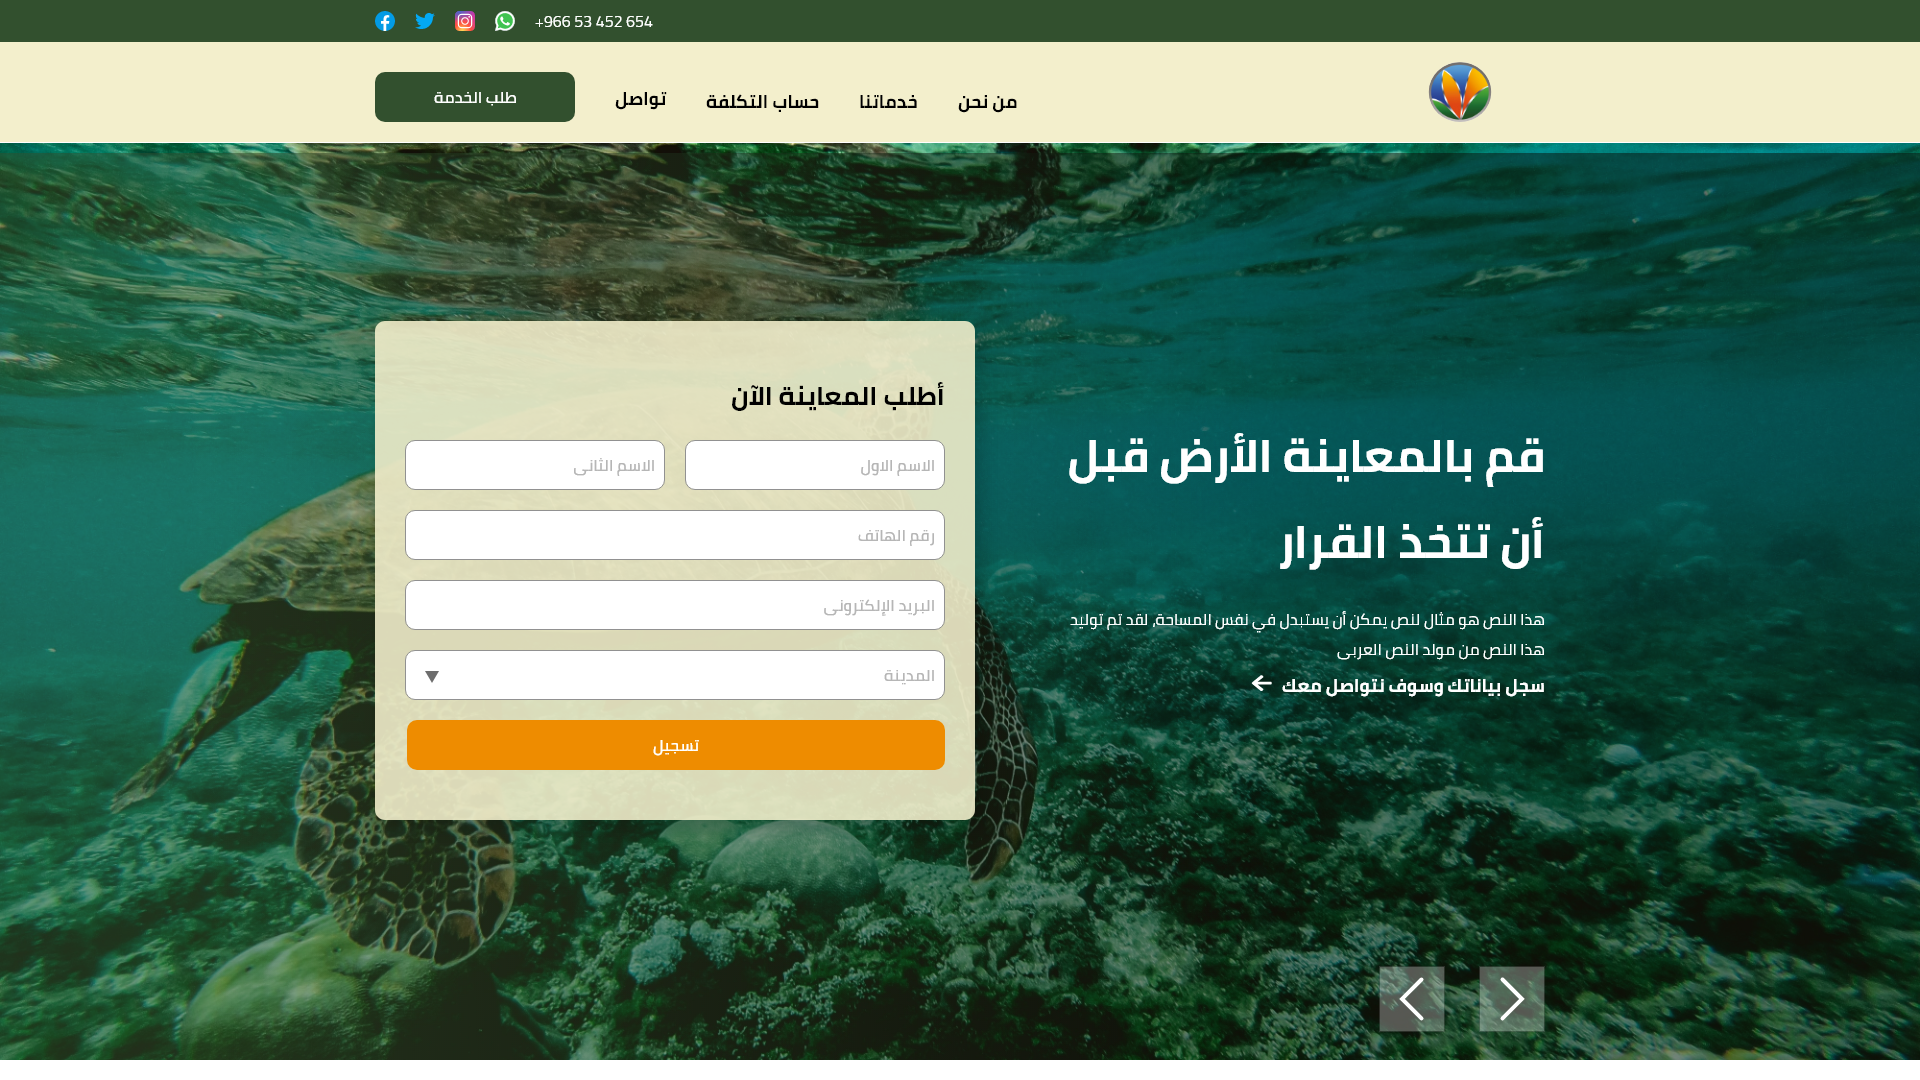 +966 53 452 654
من نحن
خدماتنا
حساب التكلفة
تواصل
طلب الخدمة
قم بالمعاينة الأرض قبل
أن تتخذ القرار
هذا النص هو مثال لنص يمكن أن يستبدل في نفس المساحة, لقد تم توليد
هذا النص من مولد النص العربى
سجل بياناتك وسوف نتواصل معك
أطلب المعاينة الآن
الاسم الاول
الاسم الثانى
رقم الهاتف
البريد الإلكترونى
المدينة
تسجيل